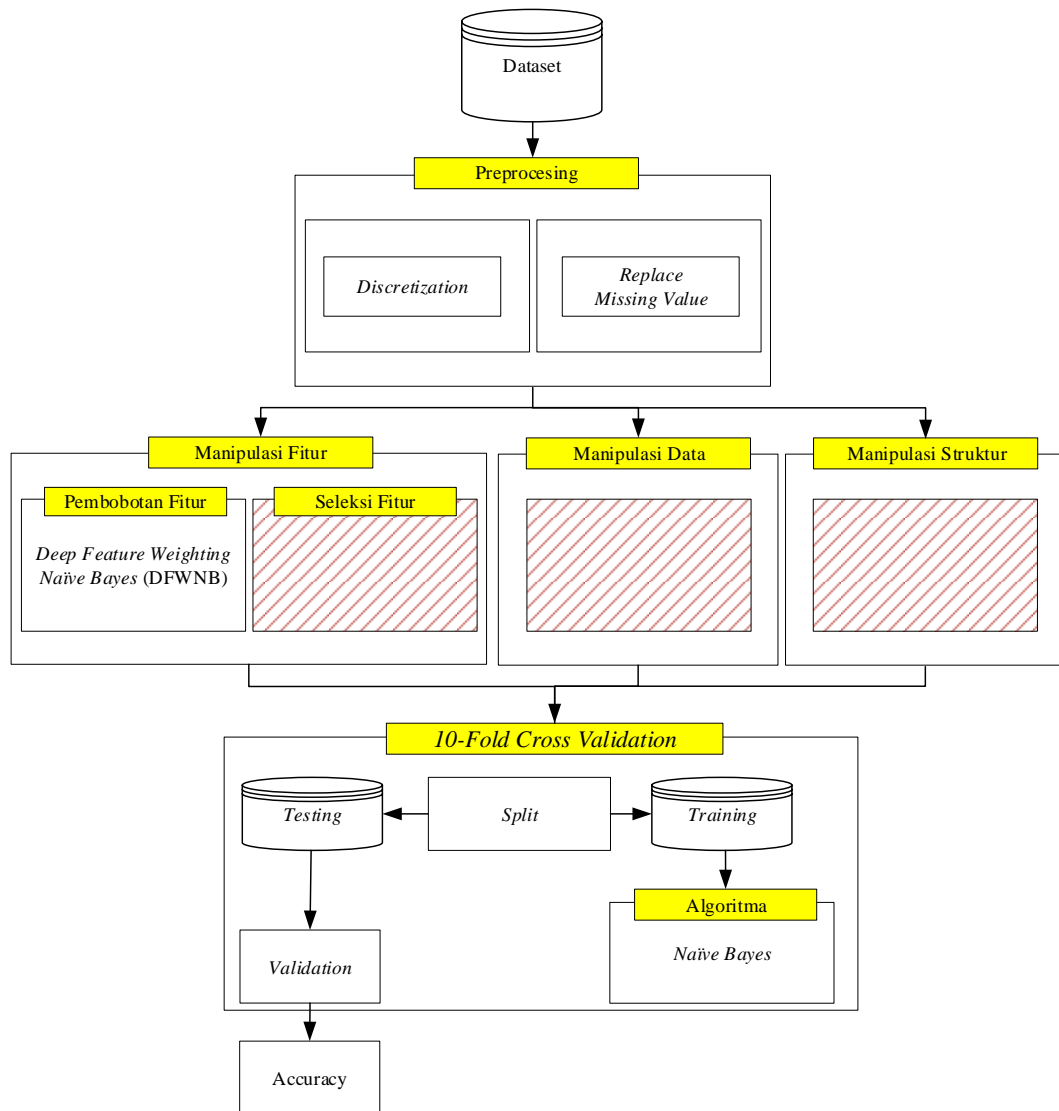 Dataset
Preprocesing
Discretization
Replace
Missing Value
Manipulasi Fitur
Manipulasi Data
Manipulasi Struktur
Pembobotan Fitur
Seleksi Fitur
Deep Feature Weighting
Naïve Bayes (DFWNB)
10-Fold Cross Validation
Testing
Split
Training
Algoritma
Naïve Bayes
Validation
Accuracy